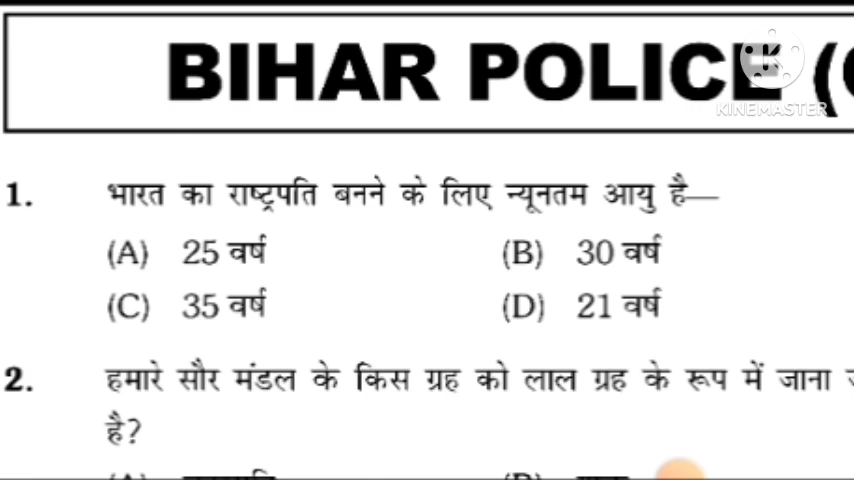 BIHAR POLICE (
KINEMASTER
1. भारत का राष्ट्रपति बनने के लिए न्यूनतम आयु है—
(A) 25 वर्ष (B) 30 वर्ष
(C) 35 वर्ष (D) 21 वर्ष
2. हमारे सौर मंडल के किस ग्रह को लाल ग्रह के रूप में जाना
है?